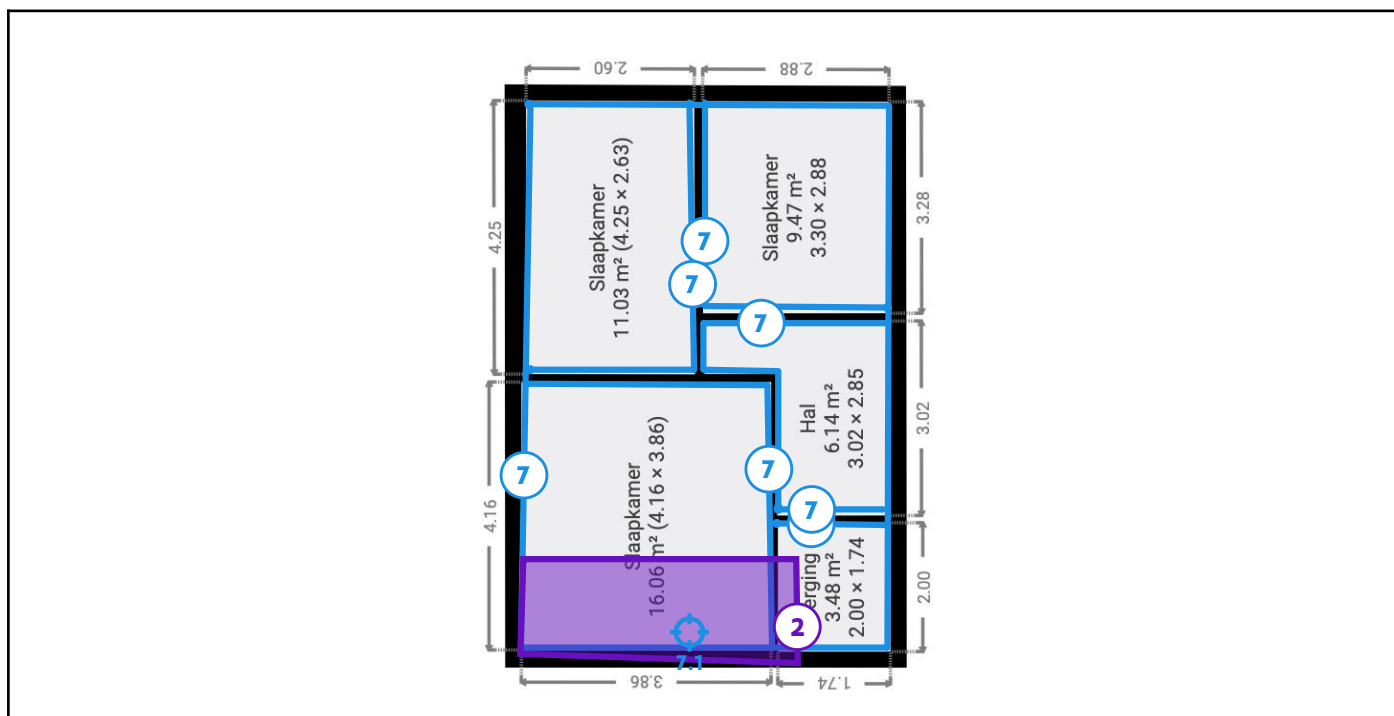 2.60
2.88
4.25
Slaapkamer
11.03 m² (4.25 × 2.63)
Slaapkamer
9.47 m²
3.30 × 2.88
3.28
7
7
7
Hal
6.14 m²
3.02 × 2.85
3.02
4.16
7
Slaapkamer
16.06 m² (4.16 × 3.86)
7
7
erging
3.48 m²
2.00 × 1.74
2.00
2
7.1
3.86
1.74